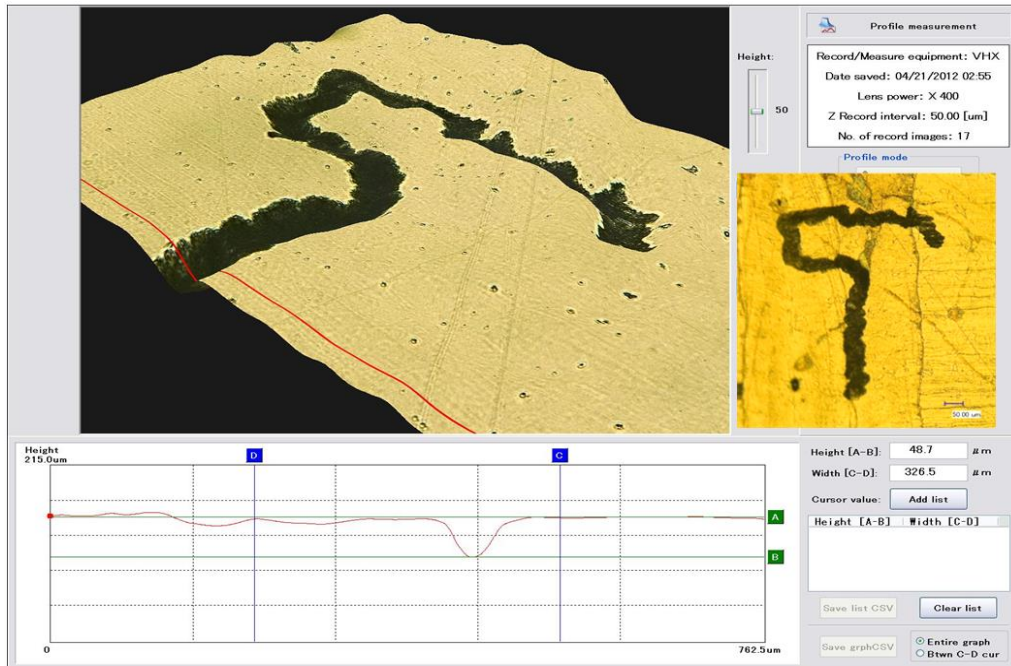 Profile measurement
Height:
50
Record/Measure equipment: VHX
Date saved: 04/21/2012 02:55
Lens power: X 400
Z Record interval: 50.00 [um]
No. of record images: 17
Profile mode
50.00 um
Height
215.0um
D
C
A
B
0
762.5um
Height [A-B]: 48.7 μm
Width [C-D]: 326.5 μm
Cursor value: Add list
Height [A-B] Width [C-D]
Save list CSV Clear list
Save grphCSV
Entire graph
Btwn C-D cur